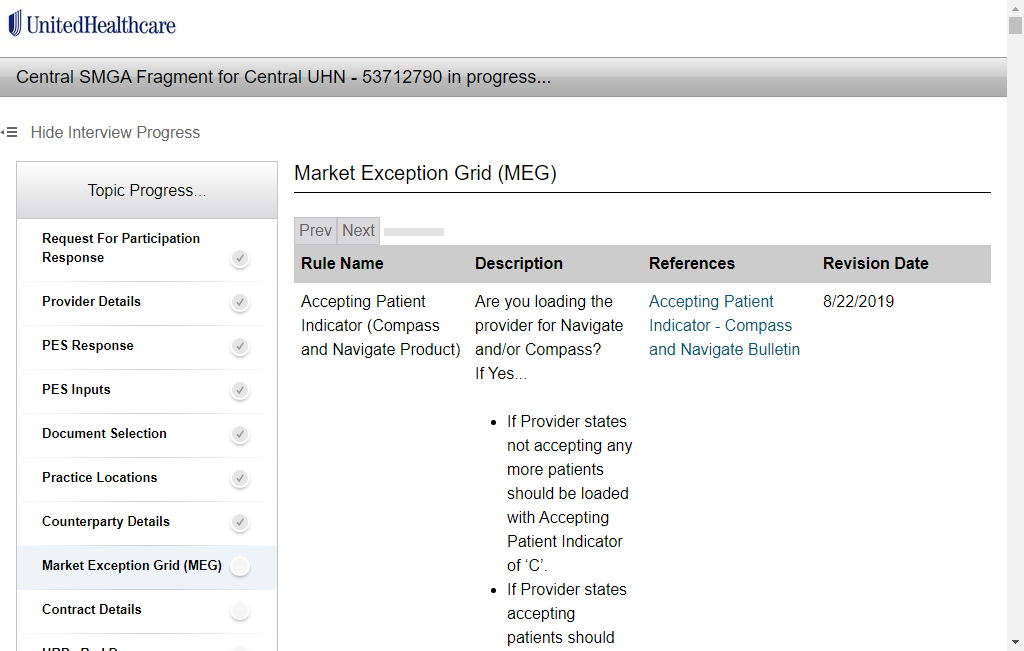 UnitedHealthcare
Central SMGA Fragment for Central UHN - 53712790 in progress...
Hide Interview Progress
Topic Progress...
Request For Participation
Response
Provider Details
PES Response
PES Inputs
Document Selection
Practice Locations
Counterparty Details
Market Exception Grid (MEG)
Contract Details
Market Exception Grid (MEG)
Prev Next
Rule Name Description References Revision Date
Accepting Patient
Indicator (Compass
and Navigate Product)
Are you loading the
provider for Navigate
and/or Compass?
If Yes...
• If Provider states
not accepting any
more patients
should be loaded
with Accepting
Patient Indicator
of ‘C’.
• If Provider states
accepting
patients should
Accepting Patient
Indicator - Compass
and Navigate Bulletin
8/22/2019